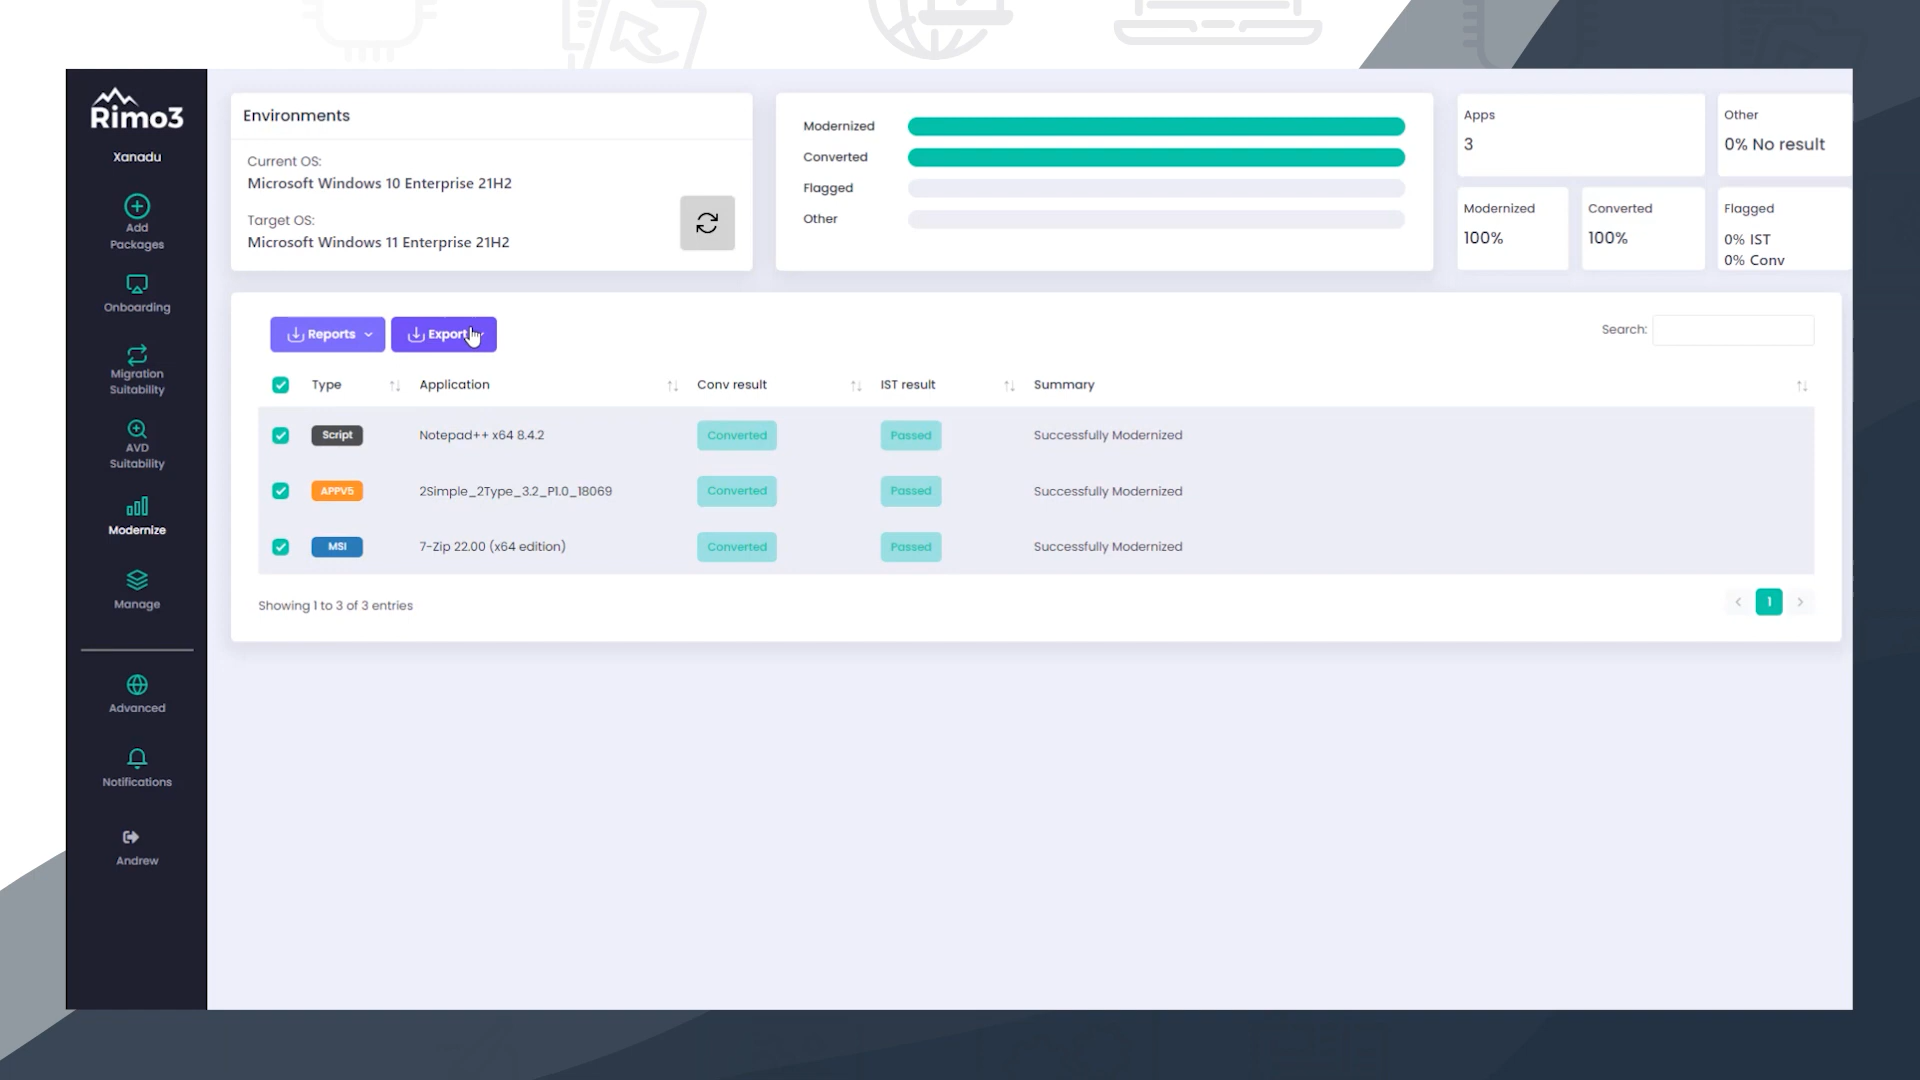 Rimo3
Xanadu
Add
Packages
Onboarding
Migration
Suitability
AVD
Suitability
Modernize
Manage
Advanced
Notifications
Andrew
Environments
Current OS:
Microsoft Windows 10 Enterprise 21H2
Target OS:
Microsoft Windows 11 Enterprise 21H2
Modernized
Converted
Flagged
Other
Apps
3
Other
0% No result
Modernized
100%
Converted
100%
Flagged
0% IST
0% Conv
Reports
Export
Search:
Type Application Conv result IST result Summary
Script Notepad++ x64 8.4.2 Converted Passed Successfully Modernized
APPV5 2Simple_2Type_3.2_P1.0_18069 Converted Passed Successfully Modernized
MSI 7-Zip 22.00 (x64 edition) Converted Passed Successfully Modernized
Showing 1 to 3 of 3 entries
1